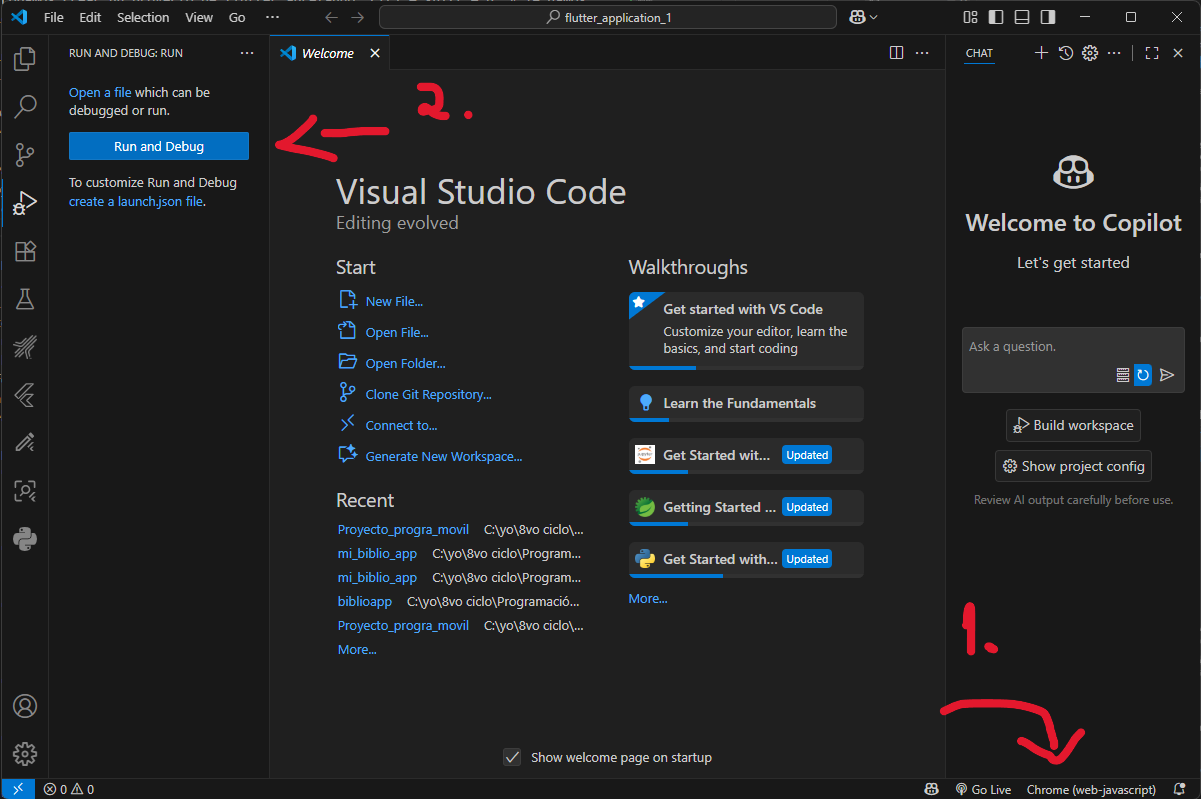 File Edit Selection View Go ··· flutter_application_1
RUN AND DEBUG: RUN
Open a file which can be
debugged or run.
Run and Debug
To customize Run and Debug
create a launch.json file.
Welcome
2.
Visual Studio Code
Editing evolved
Start
New File...
Open File...
Open Folder...
Clone Git Repository...
Connect to...
Generate New Workspace...
Recent
Proyecto_progra_movil C:\yo\8vo ciclo\...
mi_biblio_app C:\yo\8vo ciclo\Program...
mi_biblio_app C:\yo\8vo ciclo\Program...
biblioapp C:\yo\8vo ciclo\Programació...
Proyecto_progra_movil C:\yo\8vo ciclo\...
More...
Walkthroughs
Get started with VS Code
Customize your editor, learn the
basics, and start coding
Learn the Fundamentals
Get Started wit... Updated
Getting Started ... Updated
Get Started with... Updated
More...
Show welcome page on startup
CHAT
Welcome to Copilot
Let's get started
Ask a question.
Build workspace
Show project config
Review AI output carefully before use.
1.
0 0
Go Live Chrome (web-javascript)